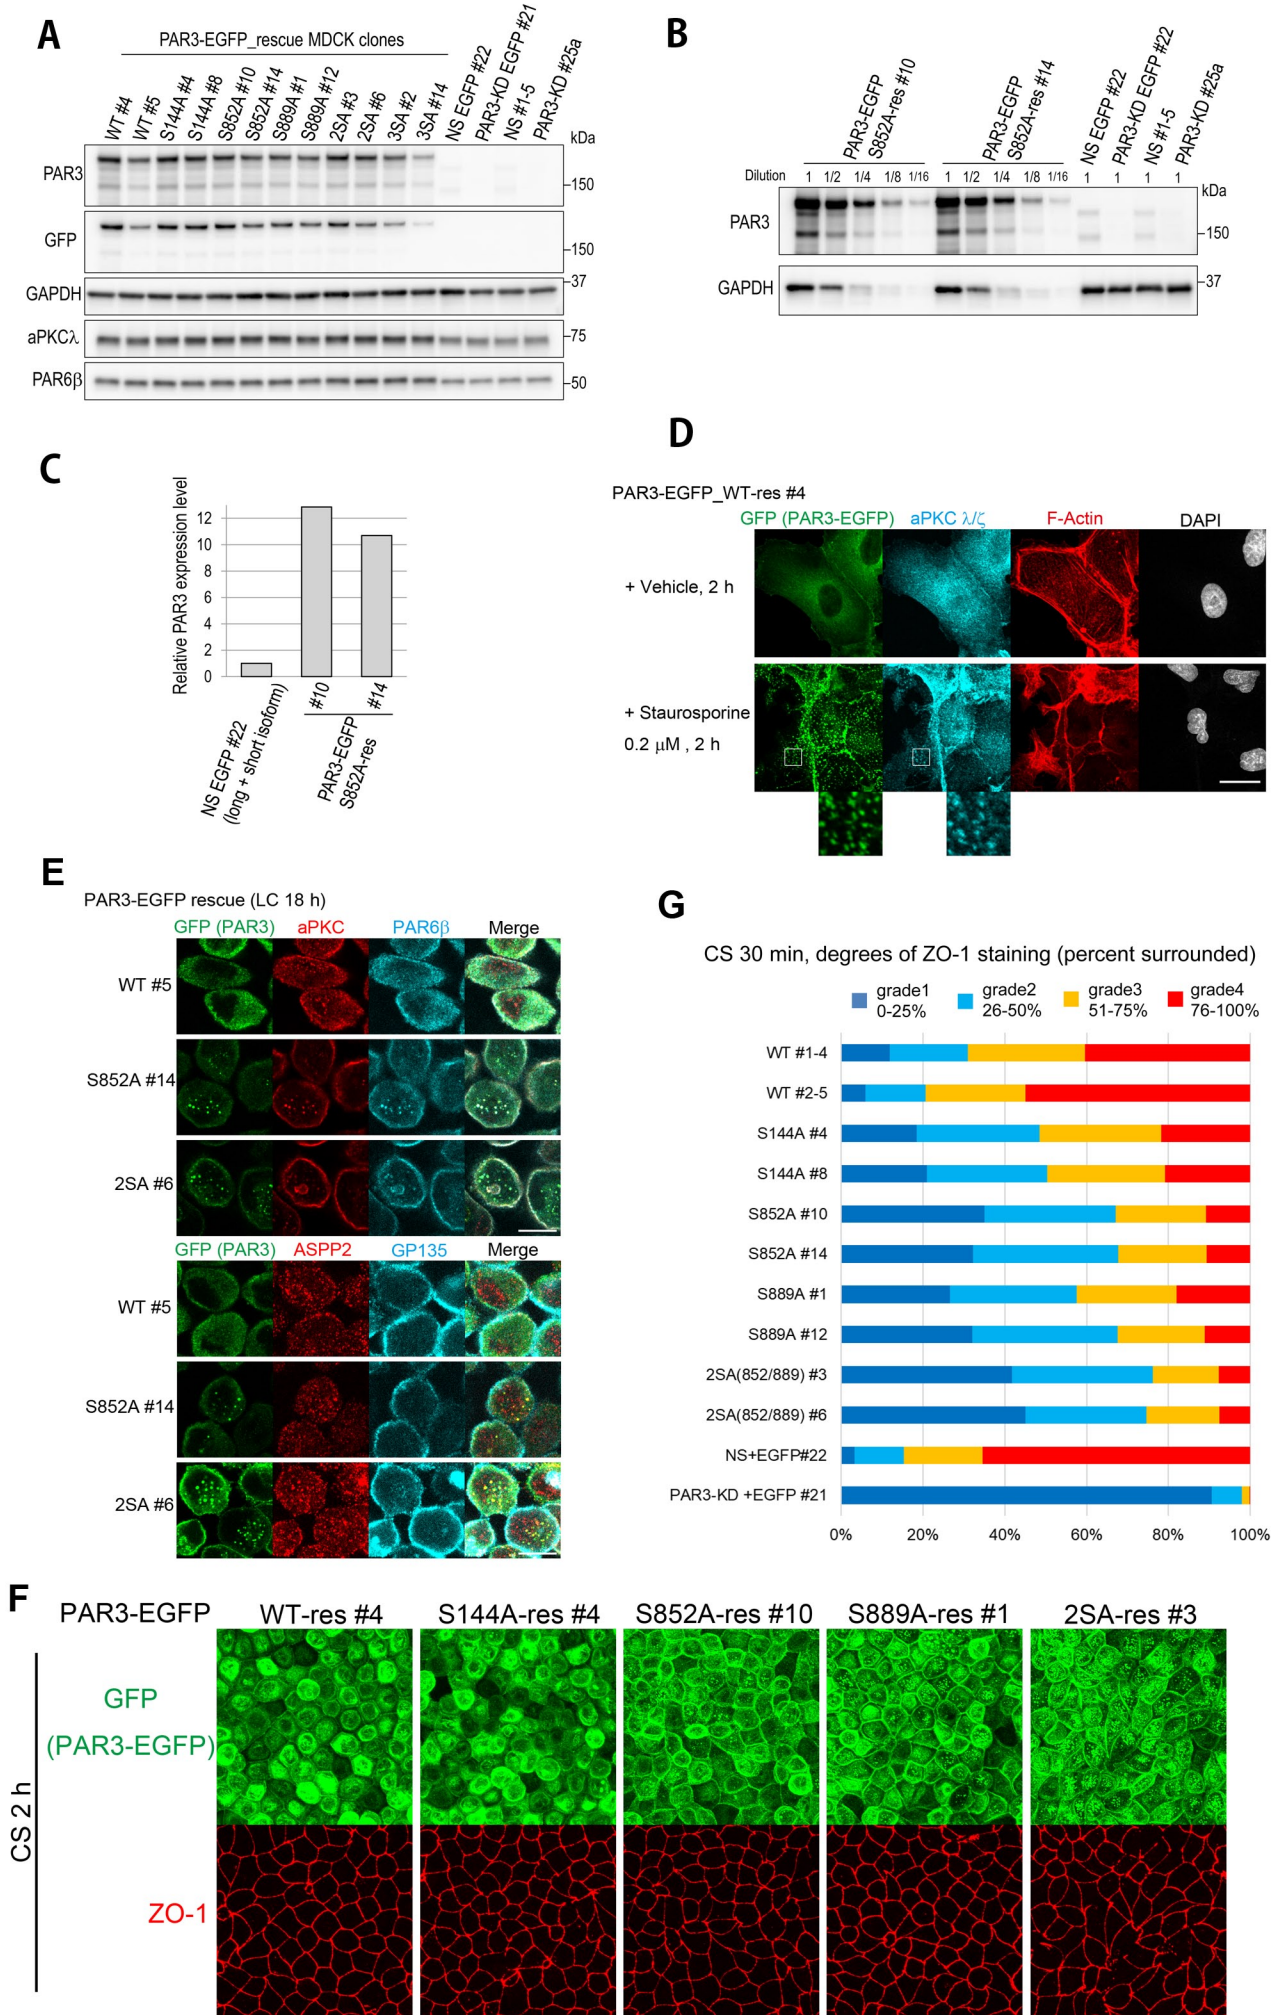 A
PAR3-EGFP_rescue MDCK clones
WT #4
WT #5
S144A #4
S144A #8
S852A #10
S852A #14
S889A #1
S889A #12
2SA #3
2SA #6
3SA #2
3SA #14
NS EGFP #22
PAR3-KD EGFP #21
NS #1-5
PAR3-KD #25a
kDa
PAR3
150
GFP
150
GAPDH
37
aPKCλ
75
PAR6β
50
B
PAR3-EGFP
S852A-res #10
PAR3-EGFP
S852A-res #14
NS EGFP #22
PAR3-KD EGFP #22
NS #1-5
PAR3-KD #25a
Dilution 1 1/2 1/4 1/8 1/16 1 1/2 1/4 1/8 1/16 1 1 1 1
kDa
PAR3
150
GAPDH
37
C
Relative PAR3 expression level
12
10
8
6
4
2
0
NS EGFP #22
(long + short isoform)
#10
#14
PAR3-EGFP
S852A-res
D
PAR3-EGFP_WT-res #4
GFP (PAR3-EGFP) aPKC λ/ζ F-Actin DAPI
+ Vehicle, 2 h
+ Staurosporine
0.2 μM , 2 h
E
PAR3-EGFP rescue (LC 18 h)
GFP (PAR3) aPKC PAR6β Merge
WT #5
S852A #14
2SA #6
GFP (PAR3) ASPP2 GP135 Merge
WT #5
S852A #14
2SA #6
G
CS 30 min, degrees of ZO-1 staining (percent surrounded)
grade1 grade2 grade3 grade4
0-25% 26-50% 51-75% 76-100%
WT #1-4
WT #2-5
S144A #4
S144A #8
S852A #10
S852A #14
S889A #1
S889A #12
2SA(852/889) #3
2SA(852/889) #6
NS+EGFP#22
PAR3-KD +EGFP #21
0% 20% 40% 60% 80% 100%
F
PAR3-EGFP WT-res #4 S144A-res #4 S852A-res #10 S889A-res #1 2SA-res #3
GFP
(PAR3-EGFP)
CS 2 h
ZO-1